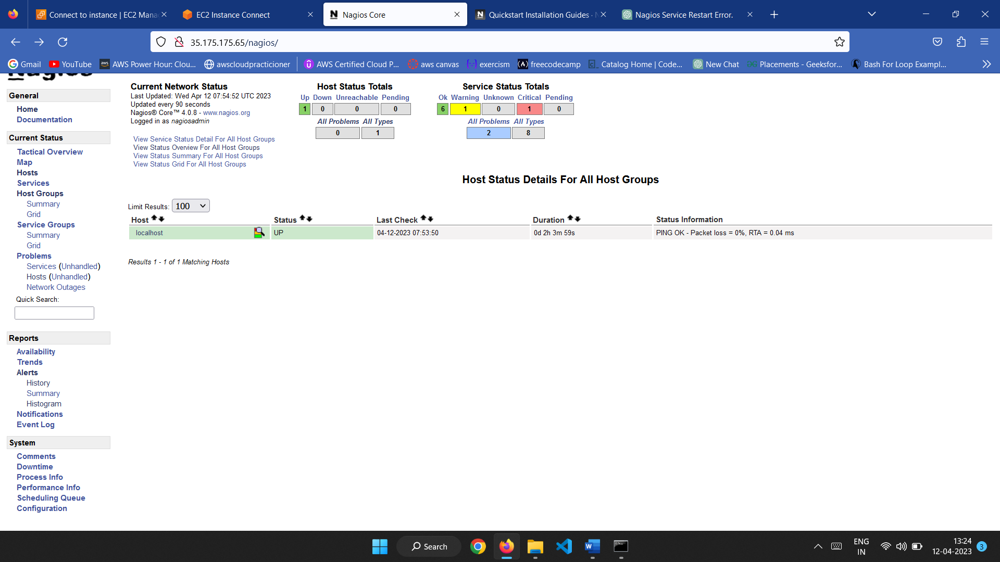 Connect to instance | EC2 Mana
EC2 Instance Connect
Nagios Core
Quickstart Installation Guides · N
Nagios Service Restart Error.
35.175.175.65/nagios/
Gmail
YouTube
AWS Power Hour: Clou...
awscloudpracticioner
AWS Certified Cloud P...
aws canvas
exercism
freecodecamp
Catalog Home | Code...
New Chat
Placements - Geeksfor...
Bash For Loop Exampl...
Nagios
General
Home
Documentation
Current Status
Tactical Overview
Map
Hosts
Services
Host Groups
Summary
Grid
Service Groups
Summary
Grid
Problems
Services (Unhandled)
Hosts (Unhandled)
Network Outages
Quick Search:
Reports
Availability
Trends
Alerts
History
Summary
Histogram
Notifications
Event Log
System
Comments
Downtime
Process Info
Performance Info
Scheduling Queue
Configuration
Current Network Status
Last Updated: Wed Apr 12 07:54:52 UTC 2023
Updated every 90 seconds
Nagios® Core™ 4.0.8 - www.nagios.org
Logged in as nagiosadmin
View Service Status Detail For All Host Groups
View Status Overview For All Host Groups
View Status Summary For All Host Groups
View Status Grid For All Host Groups
Host Status Totals
Up Down Unreachable Pending
1 0 0 0
All Problems All Types
0 1
Service Status Totals
Ok Warning Unknown Critical Pending
6 1 0 1 0
All Problems All Types
2 8
Host Status Details For All Host Groups
Limit Results: 100
Host Status Last Check Duration Status Information
localhost UP 04-12-2023 07:53:50 0d 2h 3m 59s PING OK - Packet loss = 0%, RTA = 0.04 ms
Results 1 - 1 of 1 Matching Hosts
Search
ENG
IN
13:24
12-04-2023
3